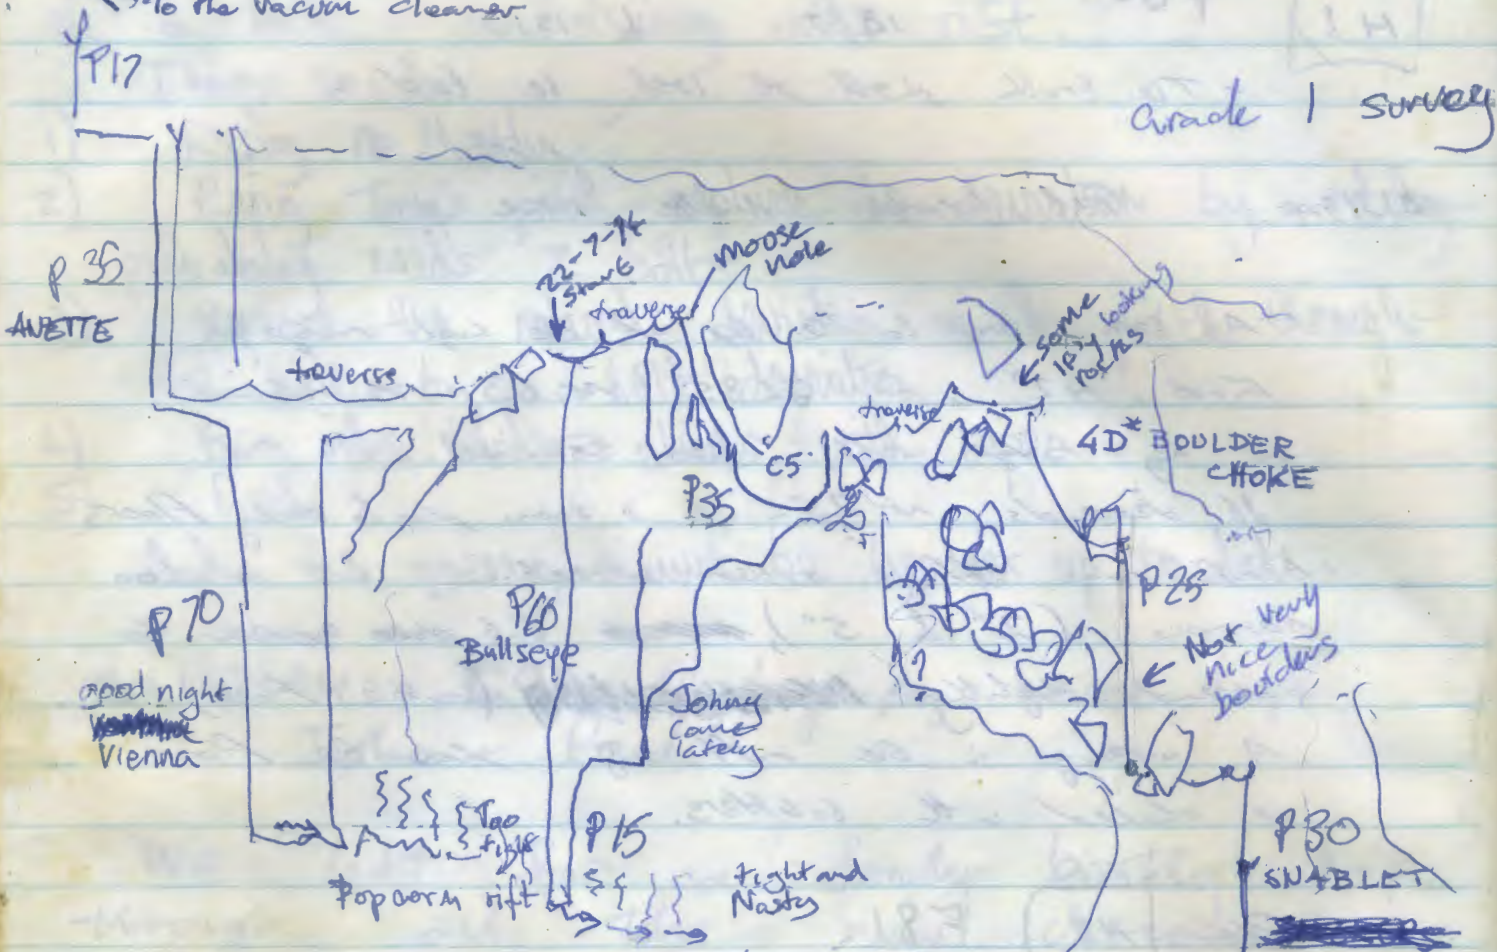 to the vacuum cleaner
P17
Grade 1 survey
P35
ANETTE
22-7-94
start
traverse
moose
hole
some
looking
rocks
traverse
traverse
C5
P35
4D* BOULDER
CHOKE
P25
P70
good night
Vienna
P60
Bullseye
Johny
Come
lately
?
Not very
nice
boulders
Too
tight
Popcorn rift
P15
tight and
Nasty
P30
SNABLET